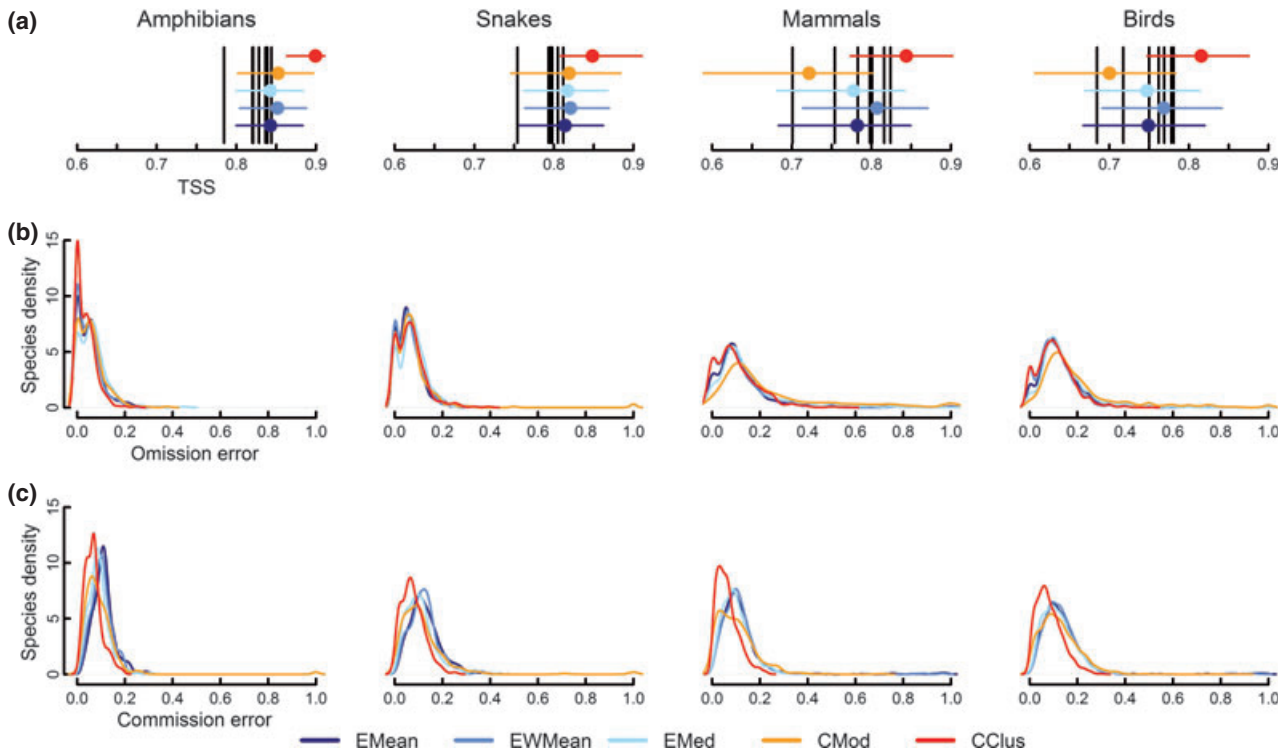 (a)
Amphibians Snakes Mammals Birds
0.6 0.7 0.8 0.9 0.6 0.7 0.8 0.9 0.6 0.7 0.8 0.9 0.6 0.7 0.8 0.9
TSS
(b)
Species density
15
10
5
0
0.0 0.2 0.4 0.6 0.8 1.0 0.0 0.2 0.4 0.6 0.8 1.0 0.0 0.2 0.4 0.6 0.8 1.0 0.0 0.2 0.4 0.6 0.8 1.0
Omission error
(c)
Species density
15
10
5
0
0.0 0.2 0.4 0.6 0.8 1.0 0.0 0.2 0.4 0.6 0.8 1.0 0.0 0.2 0.4 0.6 0.8 1.0 0.0 0.2 0.4 0.6 0.8 1.0
Commission error
EMean EWMean EMed CMod CClus